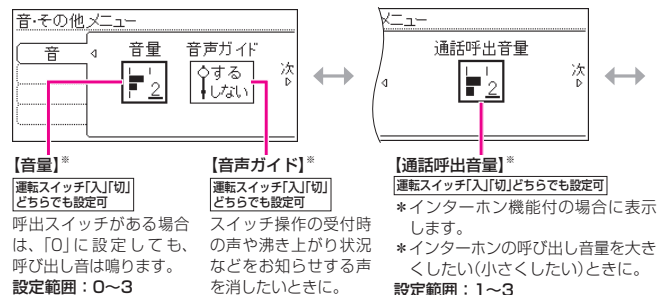 音・その他メニュー
音
音量
音声ガイド
2
する
しない
次
メニュー
通話呼出音量
2
次
【音量】※
運転スイッチ「入」「切」
どちらでも設定可
呼出スイッチがある場合
は、「0」に設定しても、
呼び出し音は鳴ります。
設定範囲：0～3
【音声ガイド】※
運転スイッチ「入」「切」
どちらでも設定可
スイッチ操作の受付時
の声や沸き上がり状況
などをお知らせする声
を消したいときに。
【通話呼出音量】※
運転スイッチ「入」「切」どちらでも設定可
＊インターホン機能付の場合に表示
します。
＊インターホンの呼び出し音量を大き
くしたい(小さくしたい)ときに。
設定範囲：1～3